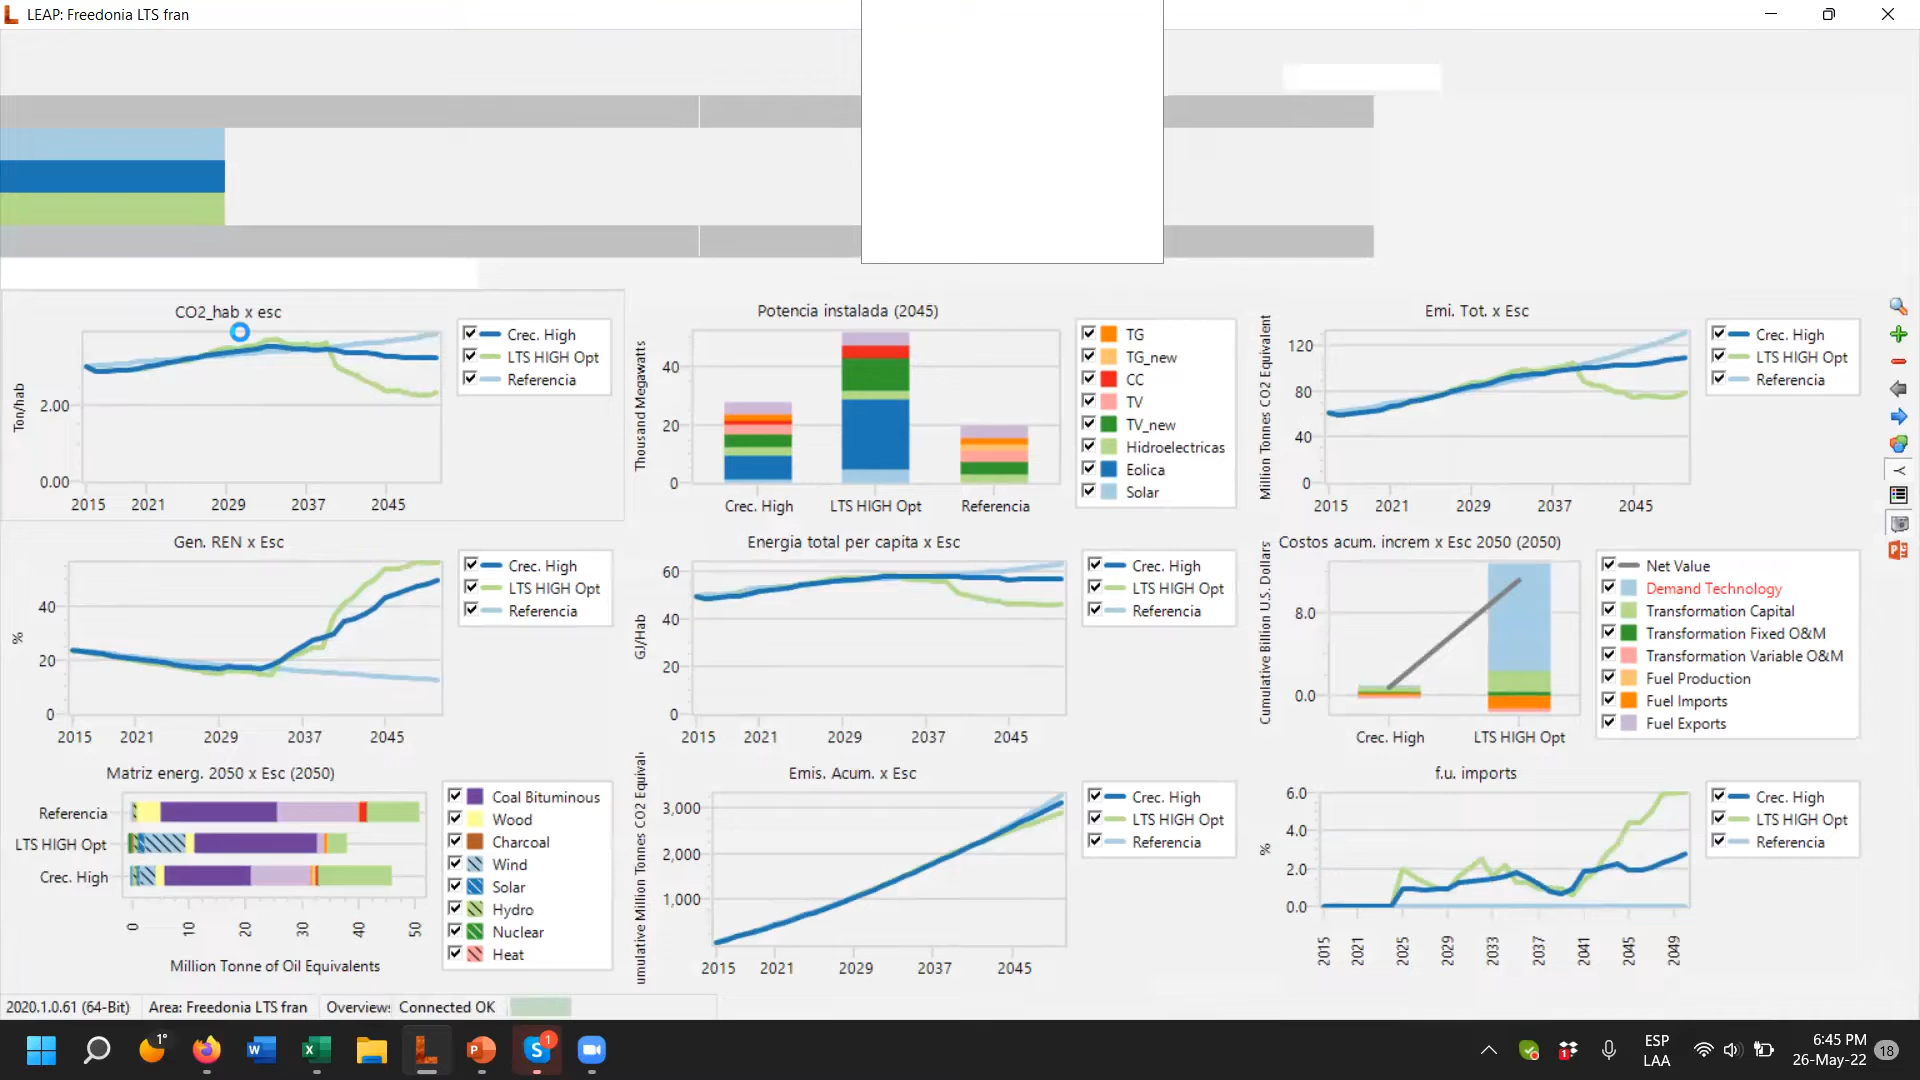 LEAP: Freedonia LTS fran
CO2_hab x esc
Ton/hab
2.00
0.00
2015 2021 2029 2037 2045
Crec. High
LTS HIGH Opt
Referencia
Potencia instalada (2045)
Thousand Megawatts
40
20
0
Crec. High LTS HIGH Opt Referencia
TG
TG_new
CC
TV
TV_new
Hidroelectricas
Eolica
Solar
Emi. Tot. x Esc
Million Tonnes CO2 Equivalent
120
80
40
0
2015 2021 2029 2037 2045
Crec. High
LTS HIGH Opt
Referencia
Gen. REN x Esc
%
40
20
0
2015 2021 2029 2037 2045
Crec. High
LTS HIGH Opt
Referencia
Energia total per capita x Esc
GJ/Hab
60
40
20
0
2015 2021 2029 2037 2045
Crec. High
LTS HIGH Opt
Referencia
Costos acum. increm x Esc 2050 (2050)
Cumulative Billion U.S. Dollars
8.0
0.0
Crec. High LTS HIGH Opt
Net Value
Demand Technology
Transformation Capital
Transformation Fixed O&M
Transformation Variable O&M
Fuel Production
Fuel Imports
Fuel Exports
Matriz energ. 2050 x Esc (2050)
Referencia
LTS HIGH Opt
Crec. High
0 10 20 30 40 50
Million Tonne of Oil Equivalents
Coal Bituminous
Wood
Charcoal
Wind
Solar
Hydro
Nuclear
Heat
Emis. Acum. x Esc
umulative Million Tonnes CO2 Equival
3,000
2,000
1,000
2015 2021 2029 2037 2045
Crec. High
LTS HIGH Opt
Referencia
f.u. imports
%
6.0
4.0
2.0
0.0
2015 2021 2025 2029 2033 2037 2041 2045 2049
Crec. High
LTS HIGH Opt
Referencia
2020.1.0.61 (64-Bit) Area: Freedonia LTS fran Overview: Connected OK
1°
1
1
ESP
LAA
6:45 PM
26-May-22
18